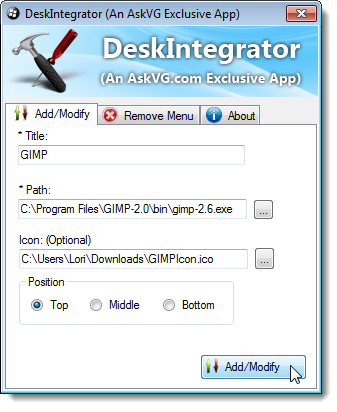 DeskIntegrator (An AskVG Exclusive App)
DeskIntegrator
(An AskVG.com Exclusive App)
Add/Modify Remove Menu About
* Title:
GIMP
* Path:
C:\Program Files\GIMP-2.0\bin\gimp-2.6.exe ...
Icon: (Optional)
C:\Users\Lori\Downloads\GIMPIcon.ico ...
Position
Top Middle Bottom
Add/Modify